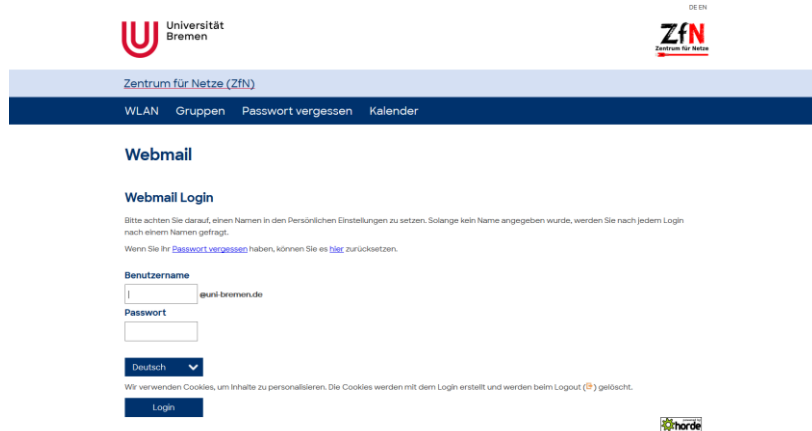 DE EN
Universität
Bremen
ZfN
Zentrum für Netze
Zentrum für Netze (ZfN)
WLAN Gruppen Passwort vergessen Kalender
Webmail
Webmail Login
Bitte achten Sie darauf, einen Namen in den Persönlichen Einstellungen zu setzen. Solange kein Name angegeben wurde, werden Sie nach jedem Login
nach einem Namen gefragt.
Wenn Sie Ihr Passwort vergessen haben, können Sie es hier zurücksetzen.
Benutzername
@uni-bremen.de
Passwort
Deutsch
Wir verwenden Cookies, um Inhalte zu personalisieren. Die Cookies werden mit dem Login erstellt und werden beim Logout () gelöscht.
Login
horde